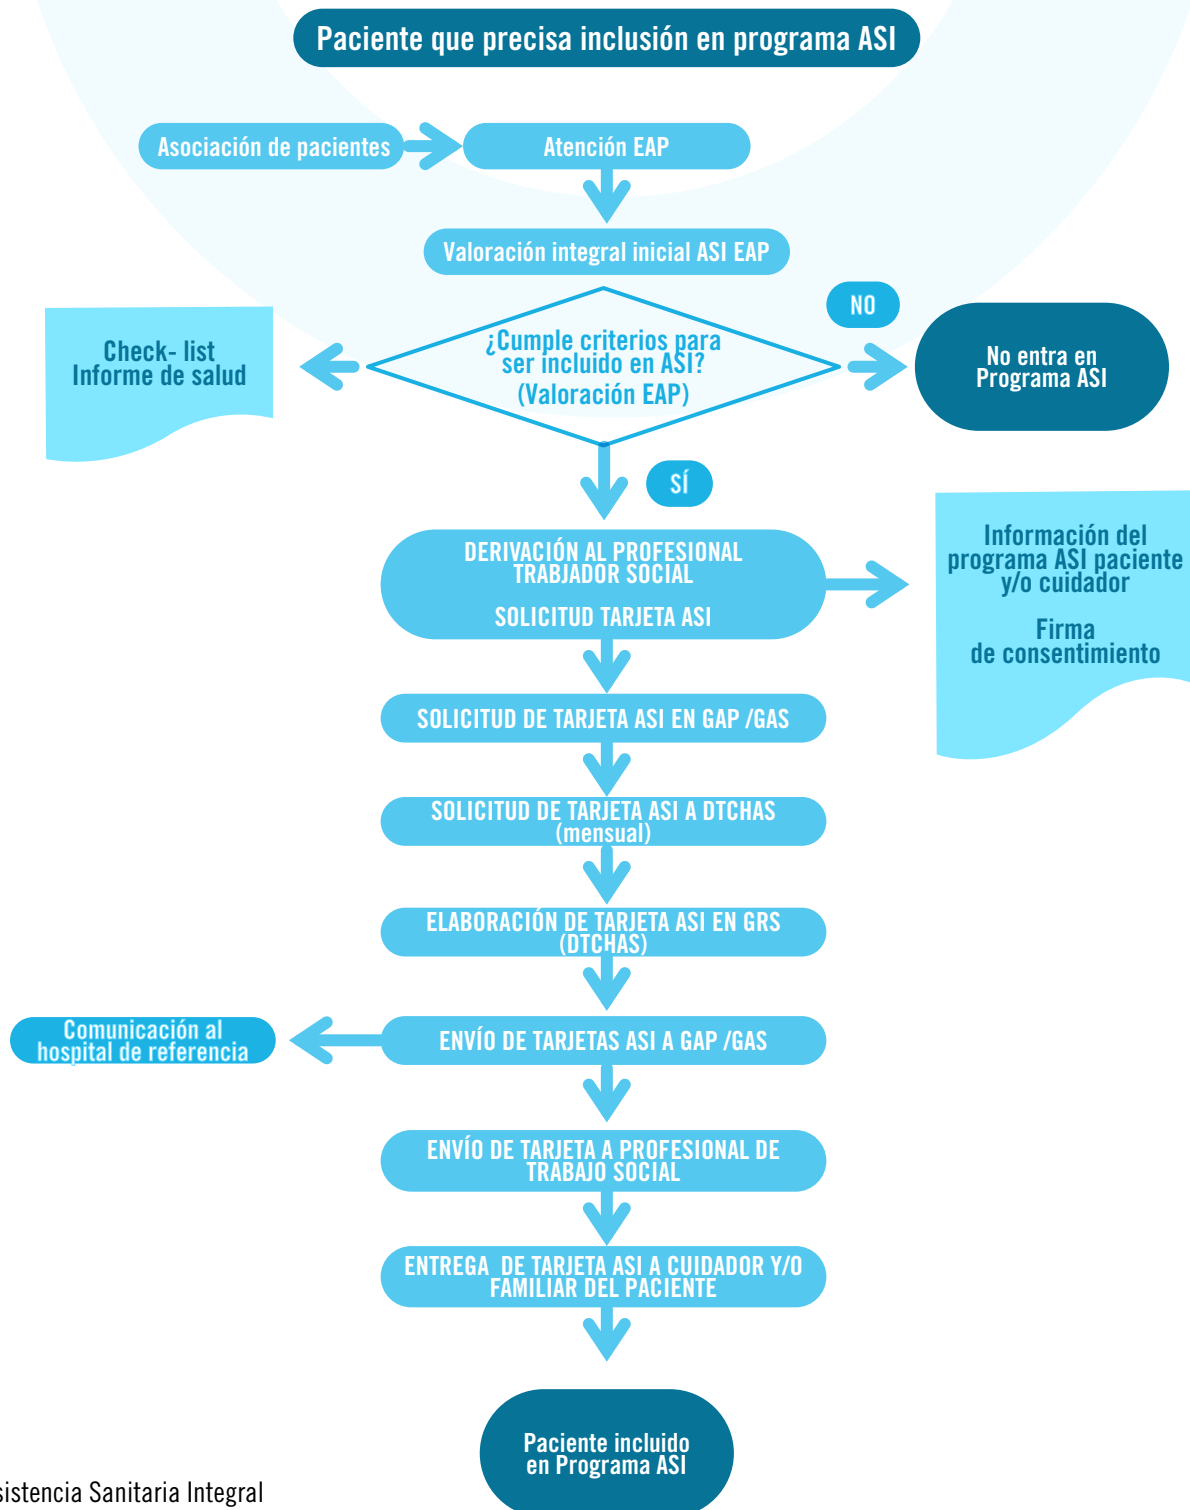 Paciente que precisa inclusión en programa ASI
Asociación de pacientes
Atención EAP
Valoración integral inicial ASI EAP
NO
¿Cumple criterios para
ser incluido en ASI?
(Valoración EAP)
Check- list
Informe de salud
No entra en
Programa ASI
SÍ
DERIVACIÓN AL PROFESIONAL
TRABJADOR SOCIAL
SOLICITUD TARJETA ASI
Información del
programa ASI paciente
y/o cuidador
Firma
de consentimiento
SOLICITUD DE TARJETA ASI EN GAP /GAS
SOLICITUD DE TARJETA ASI A DTCHAS
(mensual)
ELABORACIÓN DE TARJETA ASI EN GRS
(DTCHAS)
Comunicación al
hospital de referencia
ENVÍO DE TARJETAS ASI A GAP /GAS
ENVÍO DE TARJETA A PROFESIONAL DE
TRABAJO SOCIAL
ENTREGA  DE TARJETA ASI A CUIDADOR Y/O
FAMILIAR DEL PACIENTE
Paciente incluido
en Programa ASI
sistencia Sanitaria Integral